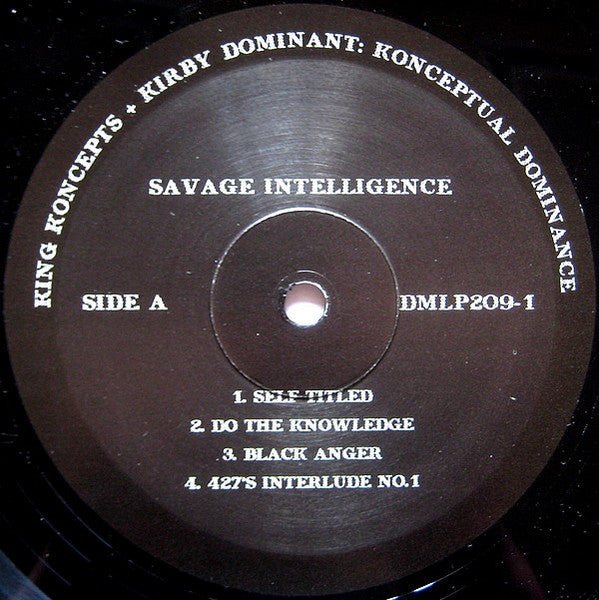 KING KONCEPTS + KIRBY DOMINANT: KONCEPTUAL DOMINANCE
SAVAGE INTELLIGENCE
SIDE A
DMLP209-1
1. SELF TITLED
2. DO THE KNOWLEDGE
3. BLACK ANGER
4. 427'S INTERLUDE NO.1